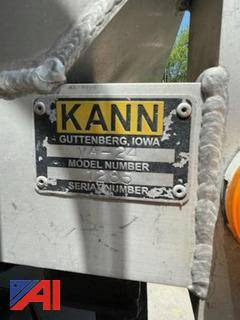 KANN
GUTTENBERG, IOWA
MODEL NUMBER
SERIAL NUMBER
AI